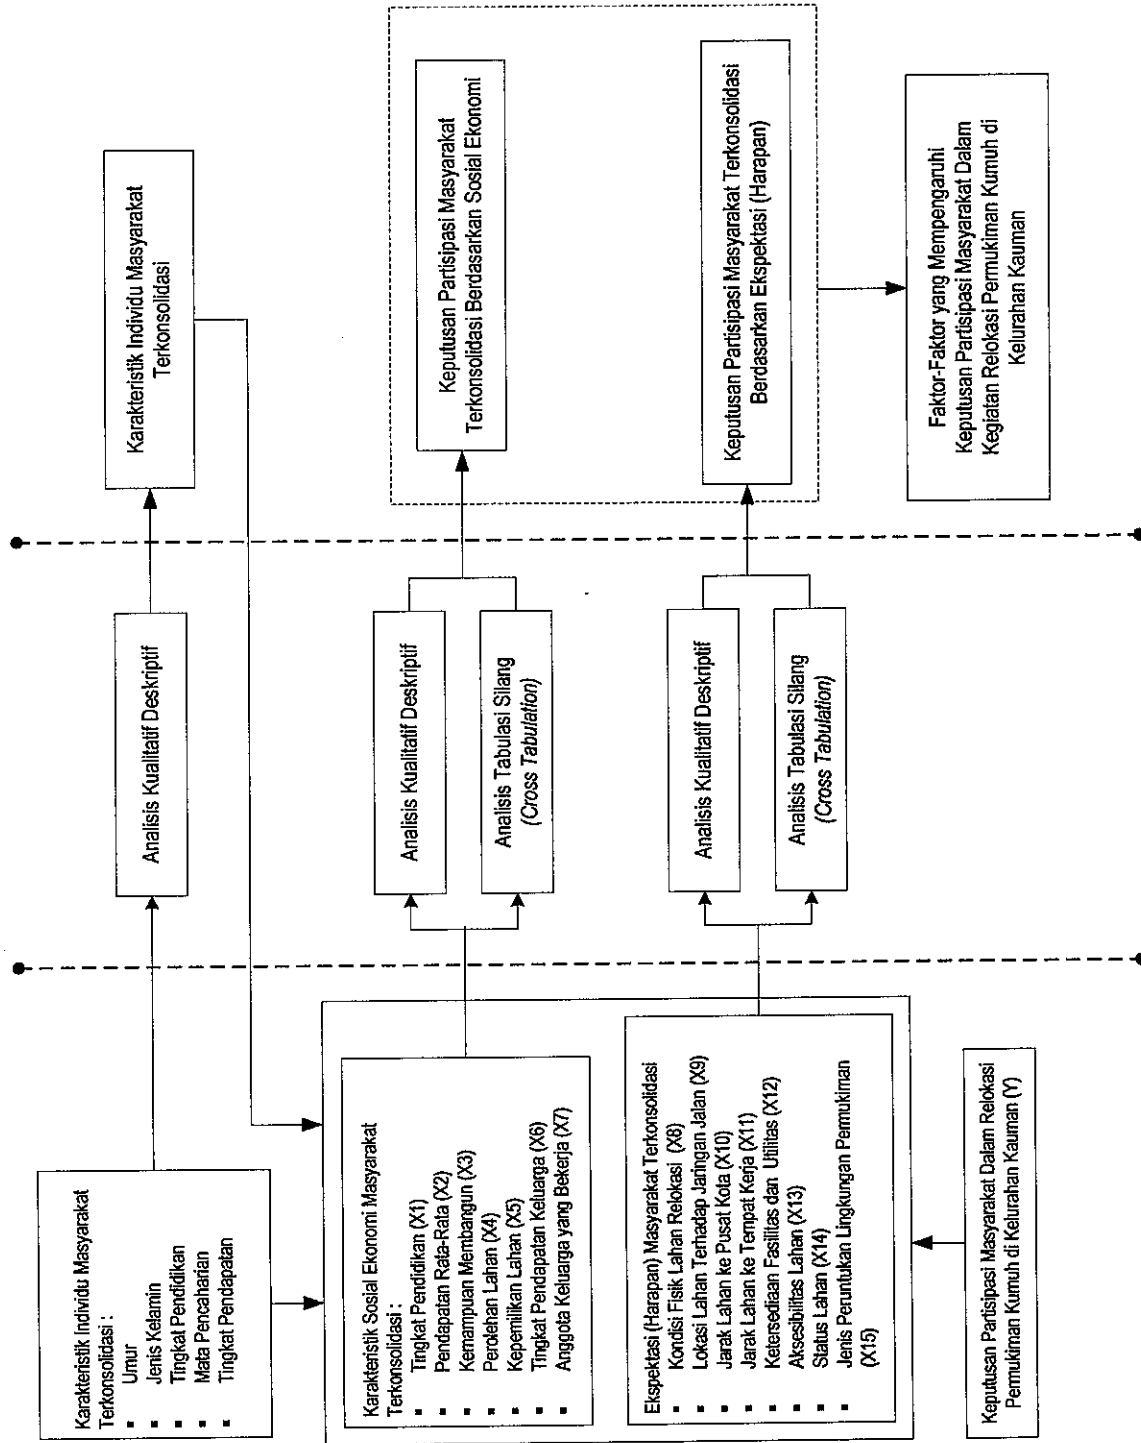 Karakteristik Individu Masyarakat
Terkonsolidasi :
▪ Umur
▪ Jenis Kelamin
▪ Tingkat Pendidikan
▪ Mata Pencaharian
▪ Tingkat Pendapatan
Analisis Kualitatif Deskriptif
Karakteristik Individu Masyarakat
Terkonsolidasi
Karakteristik Sosial Ekonomi Masyarakat
Terkonsolidasi :
▪ Tingkat Pendidikan (X1)
▪ Pendapatan Rata-Rata (X2)
▪ Kemampuan Membangun (X3)
▪ Perolehan Lahan (X4)
▪ Kepemilikan Lahan (X5)
▪ Tingkat Pendapatan Keluarga (X6)
▪ Anggota Keluarga yang Bekerja (X7)
Analisis Kualitatif Deskriptif
Analisis Tabulasi Silang
(Cross Tabulation)
Keputusan Partisipasi Masyarakat
Terkonsolidasi Berdasarkan Sosial Ekonomi
Ekspektasi (Harapan) Masyarakat Terkonsolidasi
▪ Kondisi Fisik Lahan Relokasi (X8)
▪ Lokasi Lahan Terhadap Jaringan Jalan (X9)
▪ Jarak Lahan ke Pusat Kota (X10)
▪ Jarak Lahan ke Tempat Kerja (X11)
▪ Ketersediaan Fasilitas dan Utilitas (X12)
▪ Aksesibilitas Lahan (X13)
▪ Status Lahan (X14)
▪ Jenis Peruntukan Lingkungan Permukiman
(X15)
Analisis Kualitatif Deskriptif
Analisis Tabulasi Silang
(Cross Tabulation)
Keputusan Partisipasi Masyarakat Terkonsolidasi
Berdasarkan Ekspektasi (Harapan)
Keputusan Partisipasi Masyarakat Dalam Relokasi
Permukiman Kumuh di Kelurahan Kauman (Y)
Faktor-Faktor yang Mempengaruhi
Keputusan Partisipasi Masyarakat Dalam
Kegiatan Relokasi Permukiman Kumuh di
Kelurahan Kauman